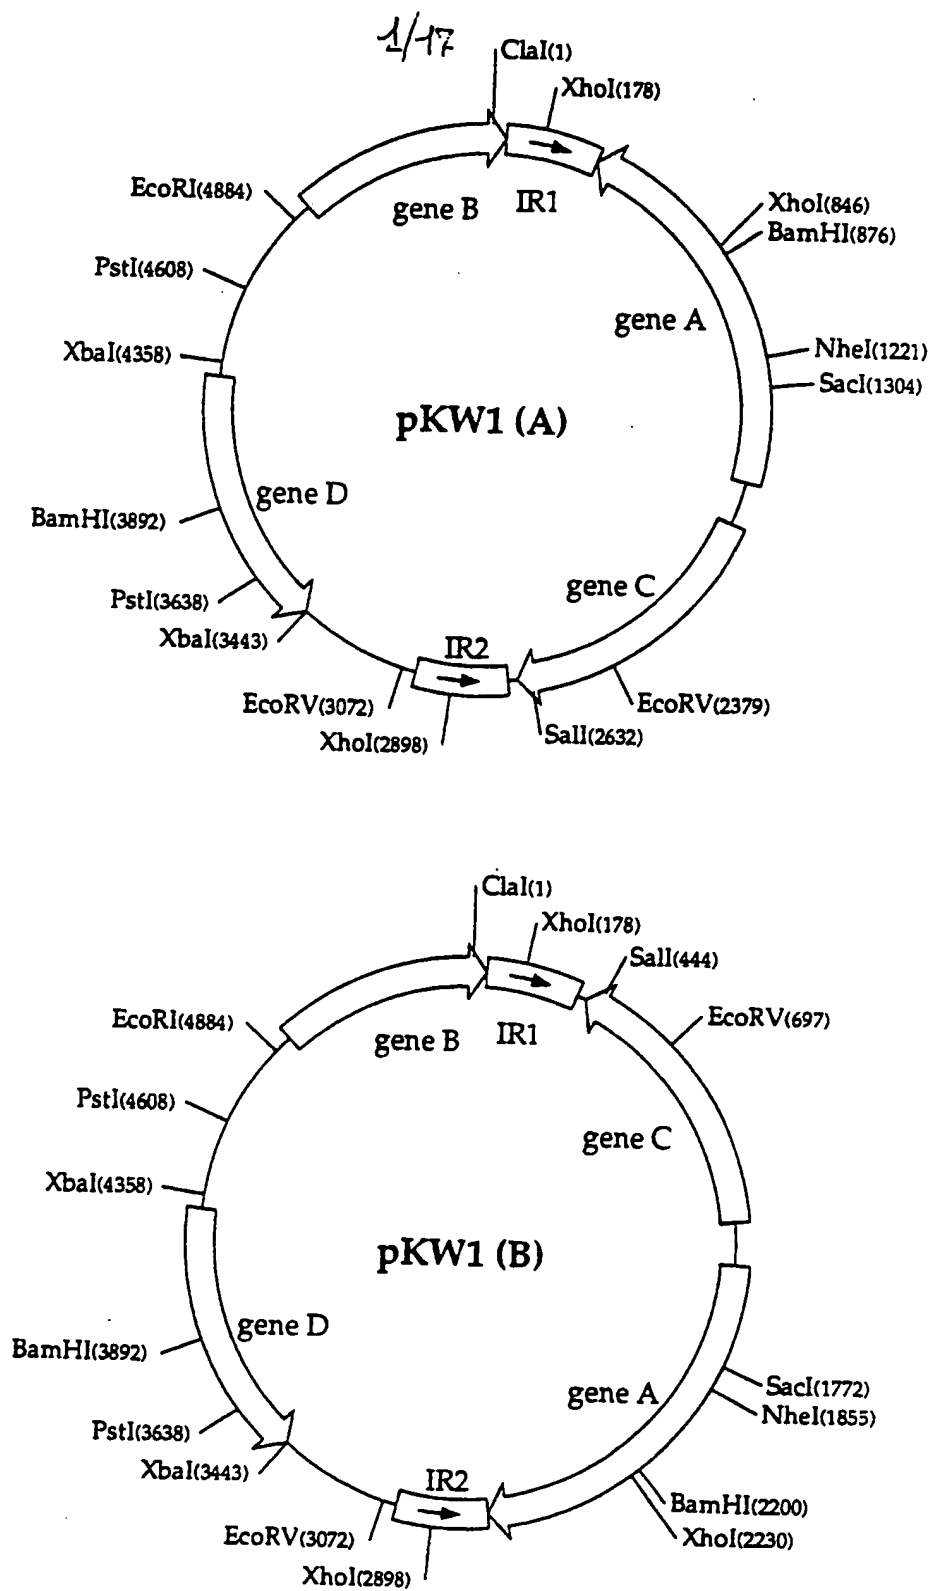 1/17
ClaI(1)
XhoI(178)
EcoRI(4884)
gene B
IR1
XhoI(846)
BamHI(876)
PstI(4608)
gene A
XbaI(4358)
NheI(1221)
SacI(1304)
pKW1 (A)
gene D
BamHI(3892)
gene C
PstI(3638)
XbaI(3443)
IR2
EcoRV(3072)
EcoRV(2379)
XhoI(2898)
SalI(2632)
ClaI(1)
XhoI(178)
SalI(444)
EcoRI(4884)
EcoRV(697)
gene B
IR1
PstI(4608)
gene C
XbaI(4358)
pKW1 (B)
gene D
BamHI(3892)
SacI(1772)
gene A
NheI(1855)
PstI(3638)
XbaI(3443)
IR2
BamHI(2200)
EcoRV(3072)
XhoI(2230)
XhoI(2898)